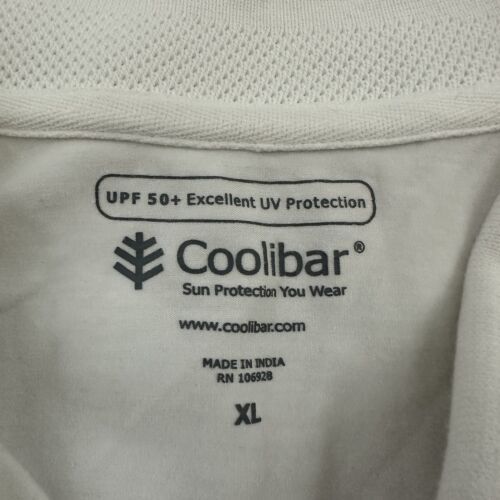 UPF 50+ Excellent UV Protection
Coolibar®
Sun Protection You Wear
www.coolibar.com
MADE IN INDIA
RN 106928
XL